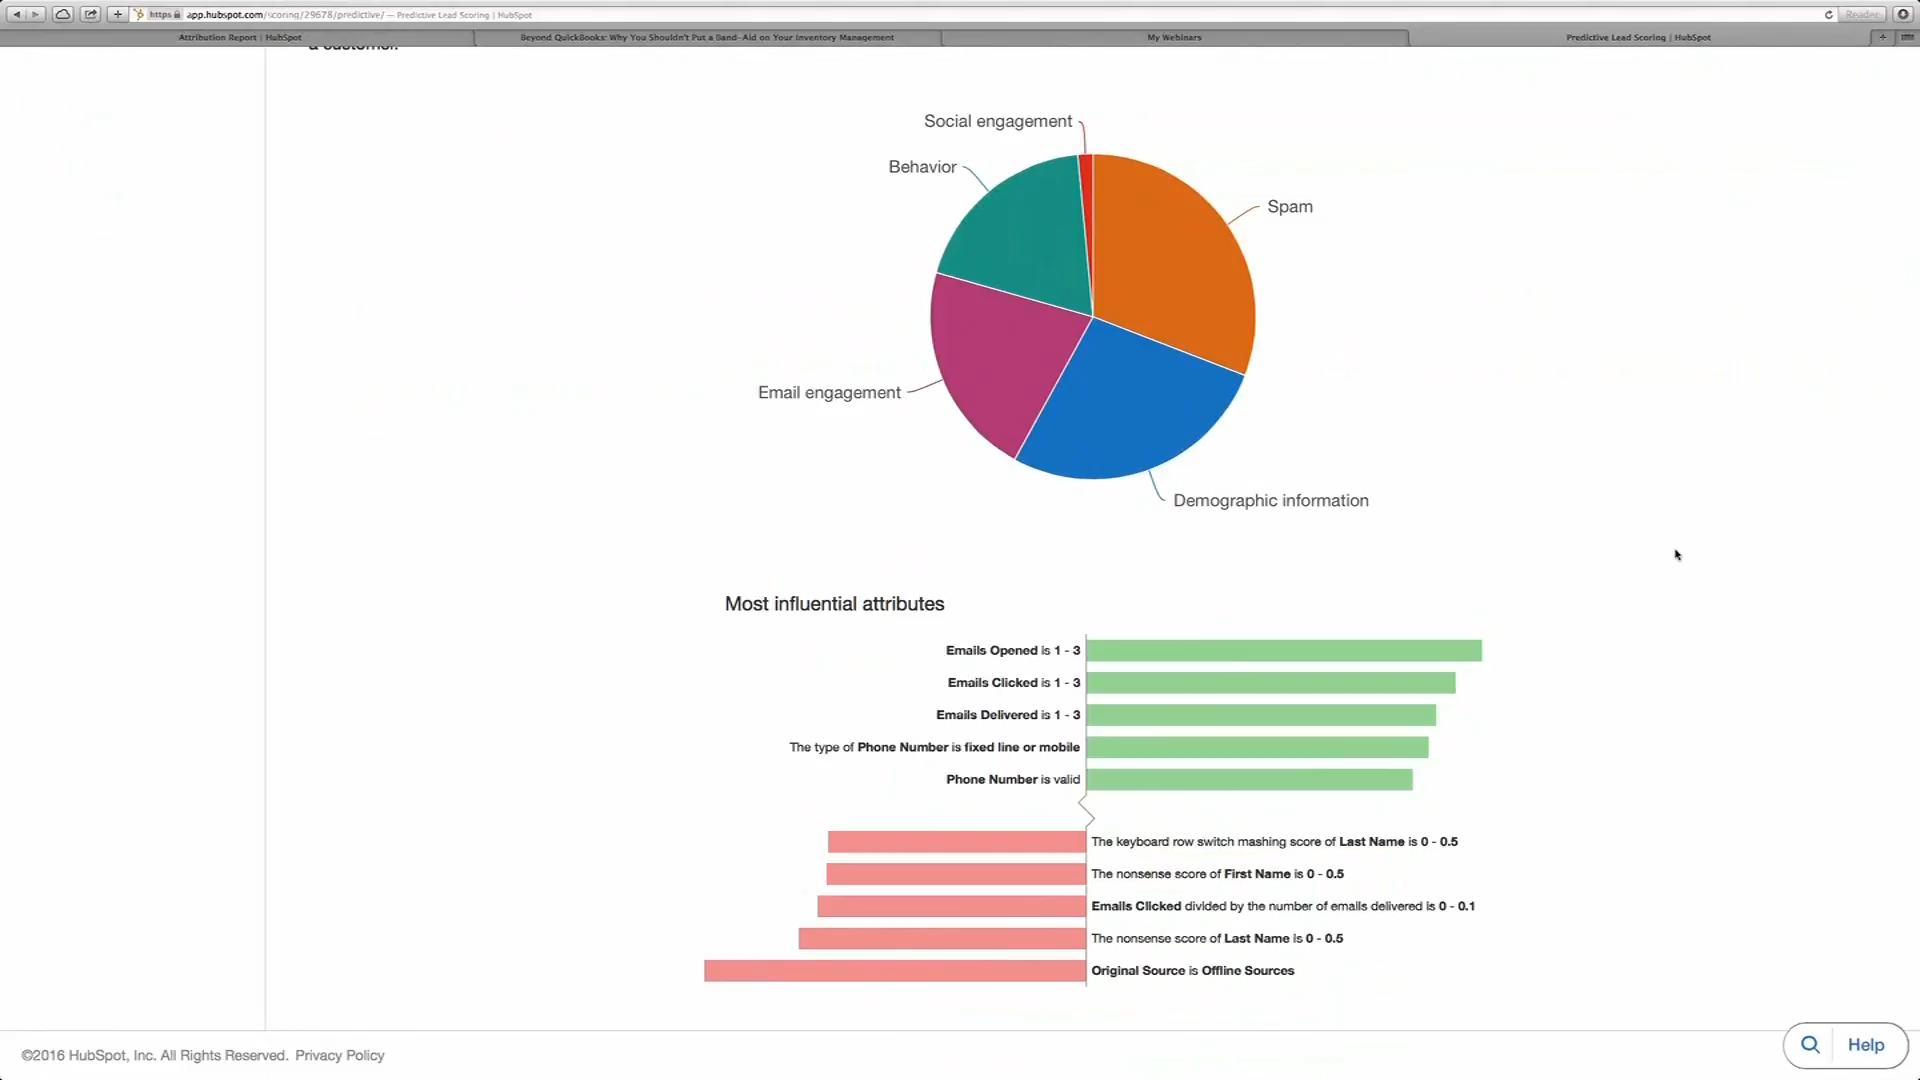 https app.hubspot.com/scoring/29678/predictive/ — Predictive Lead Scoring | HubSpot
Reader
Attribution Report | HubSpot
Beyond QuickBooks: Why You Shouldn't Put a Band-Aid on Your Inventory Management
My Webinars
Predictive Lead Scoring | HubSpot
a customer.
Social engagement
Behavior
Spam
Email engagement
Demographic information
Most influential attributes
Emails Opened is 1 - 3
Emails Clicked is 1 - 3
Emails Delivered is 1 - 3
The type of Phone Number is fixed line or mobile
Phone Number is valid
The keyboard row switch mashing score of Last Name is 0 - 0.5
The nonsense score of First Name is 0 - 0.5
Emails Clicked divided by the number of emails delivered is 0 - 0.1
The nonsense score of Last Name is 0 - 0.5
Original Source is Offline Sources
©2016 HubSpot, Inc. All Rights Reserved. Privacy Policy
Help